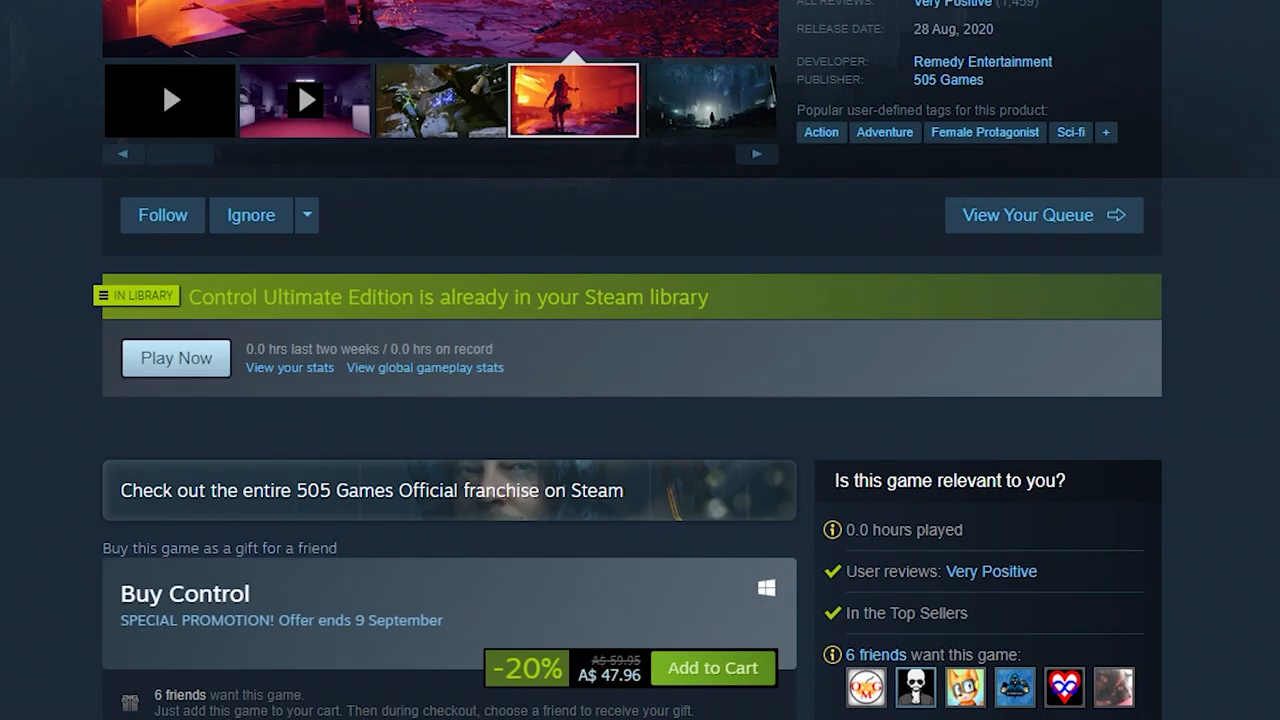 ALL REVIEWS: Very Positive (1,459)
RELEASE DATE: 28 Aug, 2020
DEVELOPER: Remedy Entertainment
PUBLISHER: 505 Games
Popular user-defined tags for this product:
Action Adventure Female Protagonist Sci-fi +
Follow Ignore View Your Queue
IN LIBRARY Control Ultimate Edition is already in your Steam library
Play Now 0.0 hrs last two weeks / 0.0 hrs on record
View your stats View global gameplay stats
Check out the entire 505 Games Official franchise on Steam
Is this game relevant to you?
0.0 hours played
Buy this game as a gift for a friend
User reviews: Very Positive
Buy Control
SPECIAL PROMOTION! Offer ends 9 September
In the Top Sellers
-20% A$ 59.95 A$ 47.96 Add to Cart
6 friends want this game:
OMG
6 friends want this game.
Just add this game to your cart. Then during checkout, choose a friend to receive your gift.